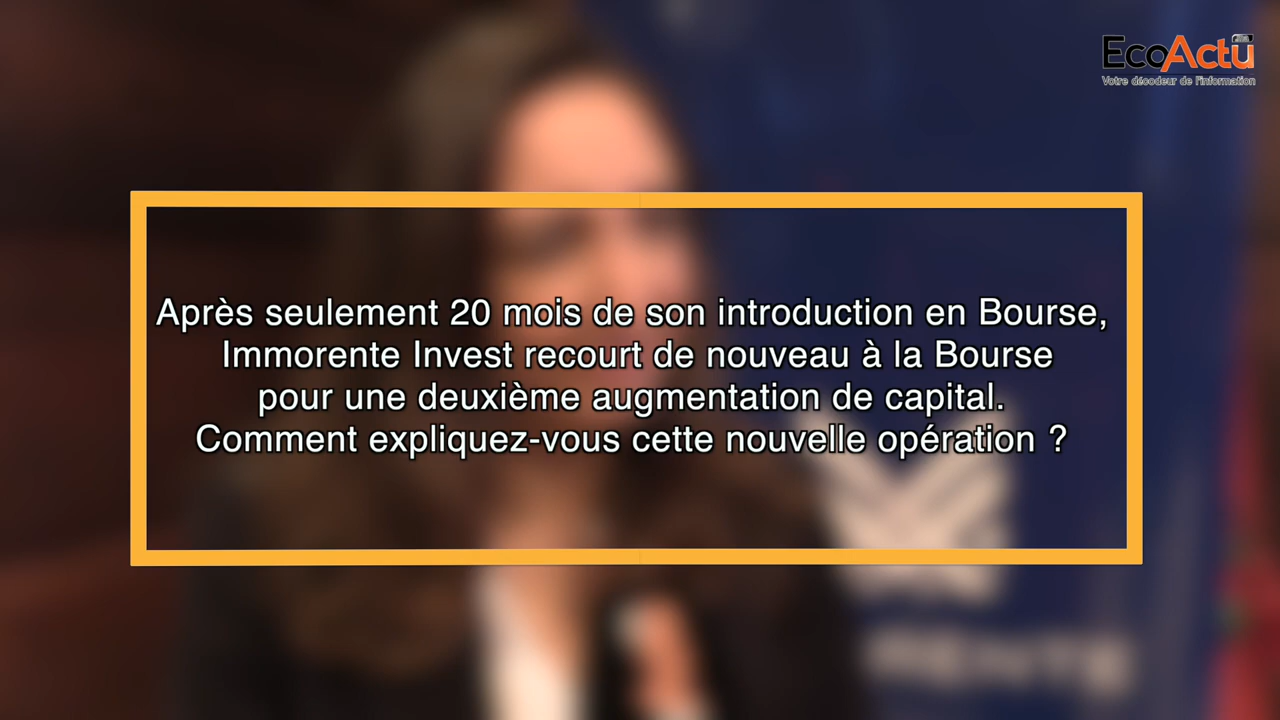 EcoActu
Votre décodeur de l'information
Après seulement 20 mois de son introduction en Bourse,
Immorente Invest recourt de nouveau à la Bourse
pour une deuxième augmentation de capital.
Comment expliquez-vous cette nouvelle opération ?